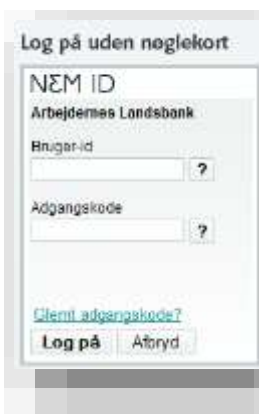 Log på uden nøglekort
NEM ID
Arbejdernes Landsbank
Bruger-id
?
Adgangskode
?
Glemt adgangskode?
Log på Afbryd